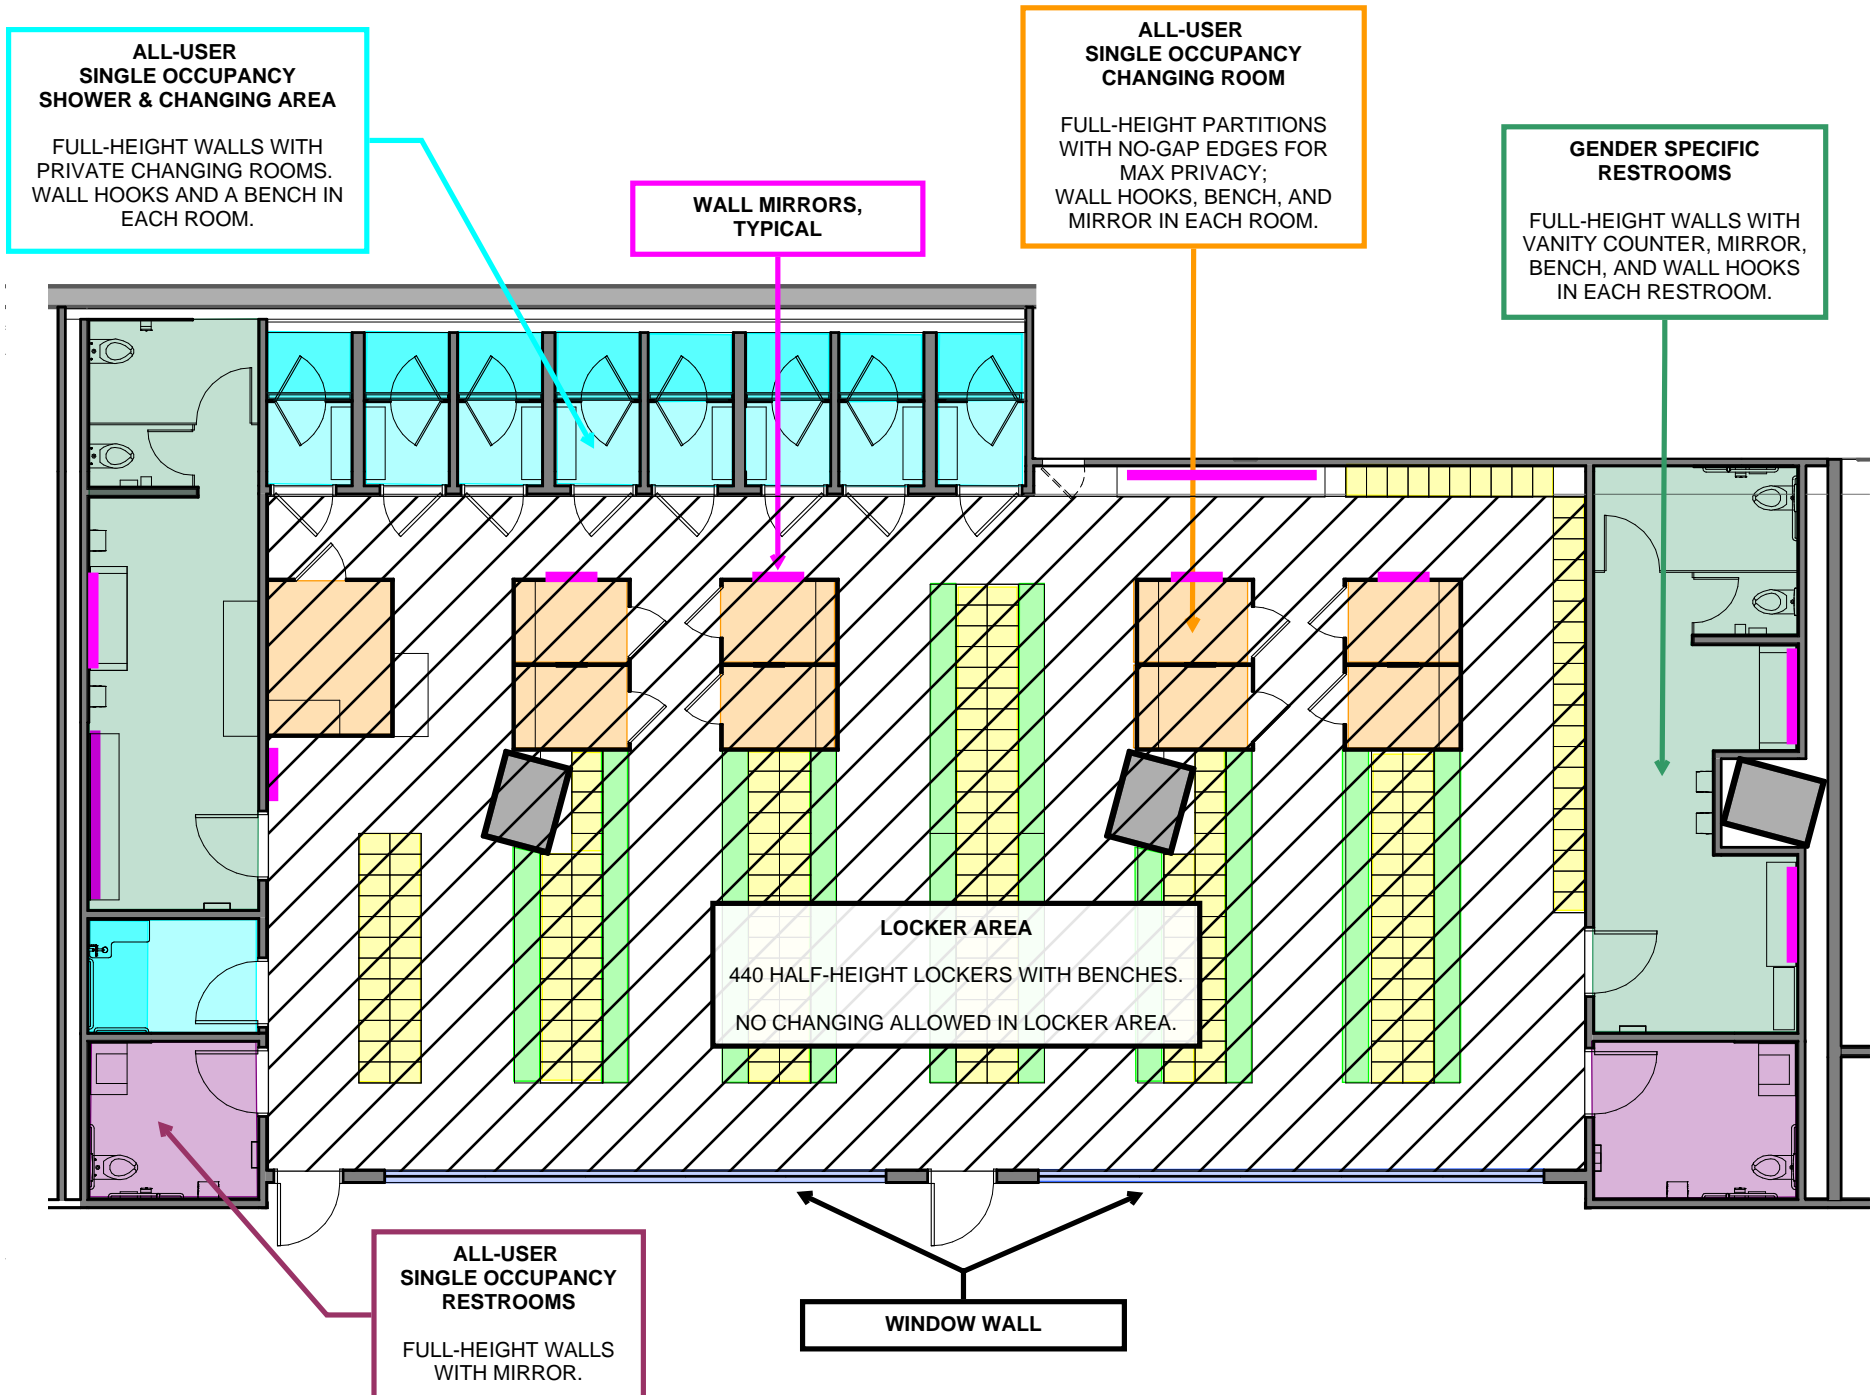 ALL-USER
SINGLE OCCUPANCY
SHOWER & CHANGING AREA
FULL-HEIGHT WALLS WITH
PRIVATE CHANGING ROOMS.
WALL HOOKS AND A BENCH IN
EACH ROOM.
WALL MIRRORS,
TYPICAL
ALL-USER
SINGLE OCCUPANCY
CHANGING ROOM
FULL-HEIGHT PARTITIONS
WITH NO-GAP EDGES FOR
MAX PRIVACY;
WALL HOOKS, BENCH, AND
MIRROR IN EACH ROOM.
GENDER SPECIFIC
RESTROOMS
FULL-HEIGHT WALLS WITH
VANITY COUNTER, MIRROR,
BENCH, AND WALL HOOKS
IN EACH RESTROOM.
LOCKER AREA
440 HALF-HEIGHT LOCKERS WITH BENCHES.
NO CHANGING ALLOWED IN LOCKER AREA.
ALL-USER
SINGLE OCCUPANCY
RESTROOMS
FULL-HEIGHT WALLS
WITH MIRROR.
WINDOW WALL